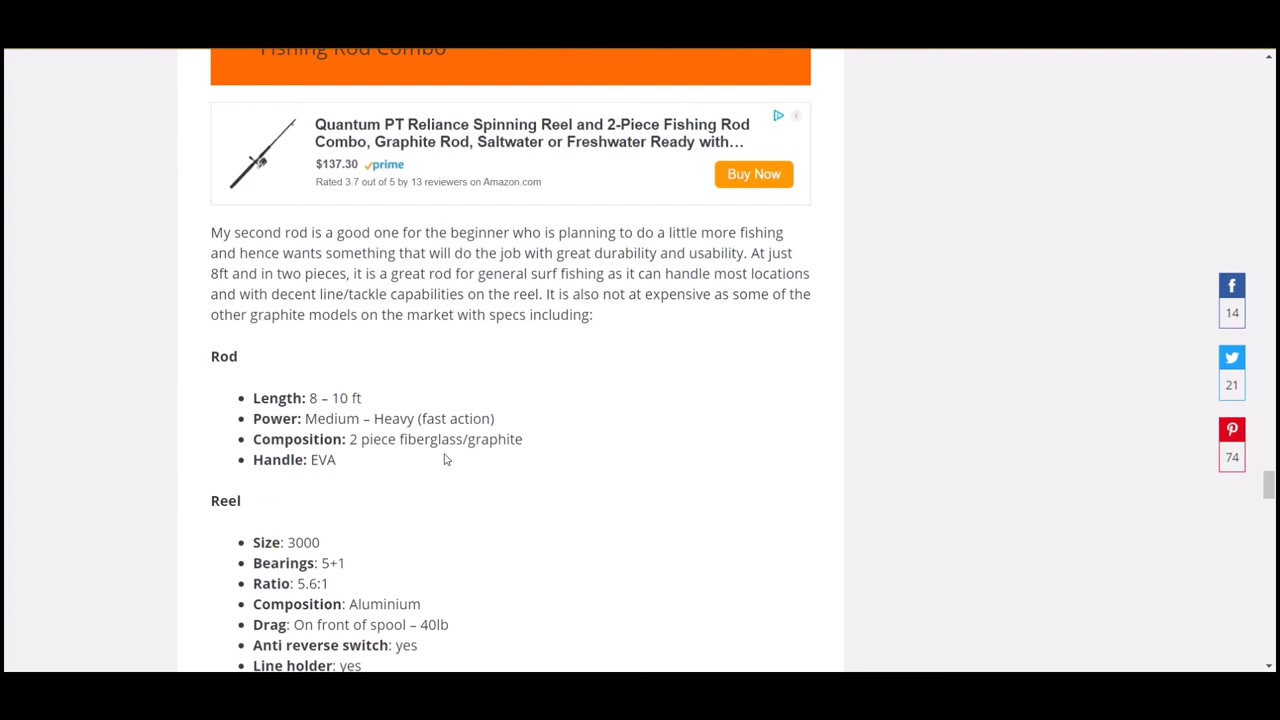 Fishing Rod Combo
Quantum PT Reliance Spinning Reel and 2-Piece Fishing Rod
Combo, Graphite Rod, Saltwater or Freshwater Ready with…
$137.30 prime
Rated 3.7 out of 5 by 13 reviewers on Amazon.com
Buy Now
My second rod is a good one for the beginner who is planning to do a little more fishing
and hence wants something that will do the job with great durability and usability. At just
8ft and in two pieces, it is a great rod for general surf fishing as it can handle most locations
and with decent line/tackle capabilities on the reel. It is also not at expensive as some of the
other graphite models on the market with specs including:
Rod
Length: 8 – 10 ft
Power: Medium – Heavy (fast action)
Composition: 2 piece fiberglass/graphite
Handle: EVA
Reel
Size: 3000
Bearings: 5+1
Ratio: 5.6:1
Composition: Aluminium
Drag: On front of spool – 40lb
Anti reverse switch: yes
Line holder: yes
14
21
74